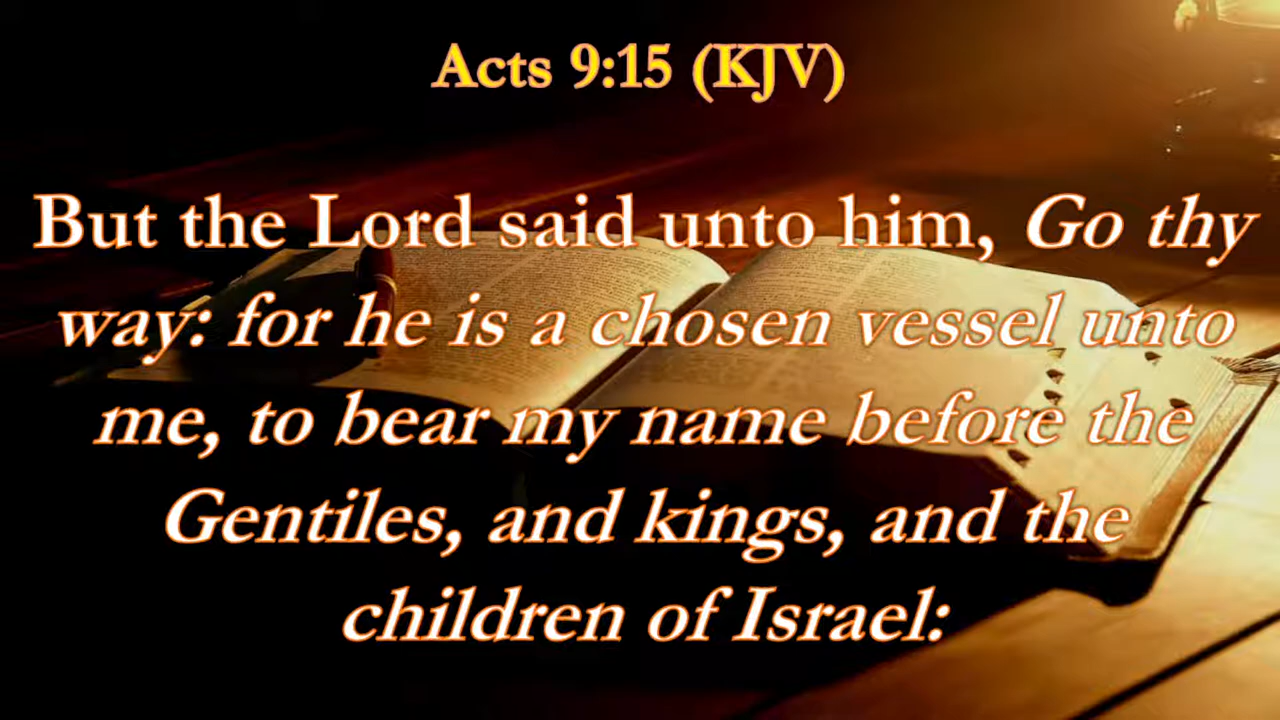 Acts 9:15 (KJV)
But the Lord said unto him, Go thy
way: for he is a chosen vessel unto
me, to bear my name before the
Gentiles, and kings, and the
children of Israel: